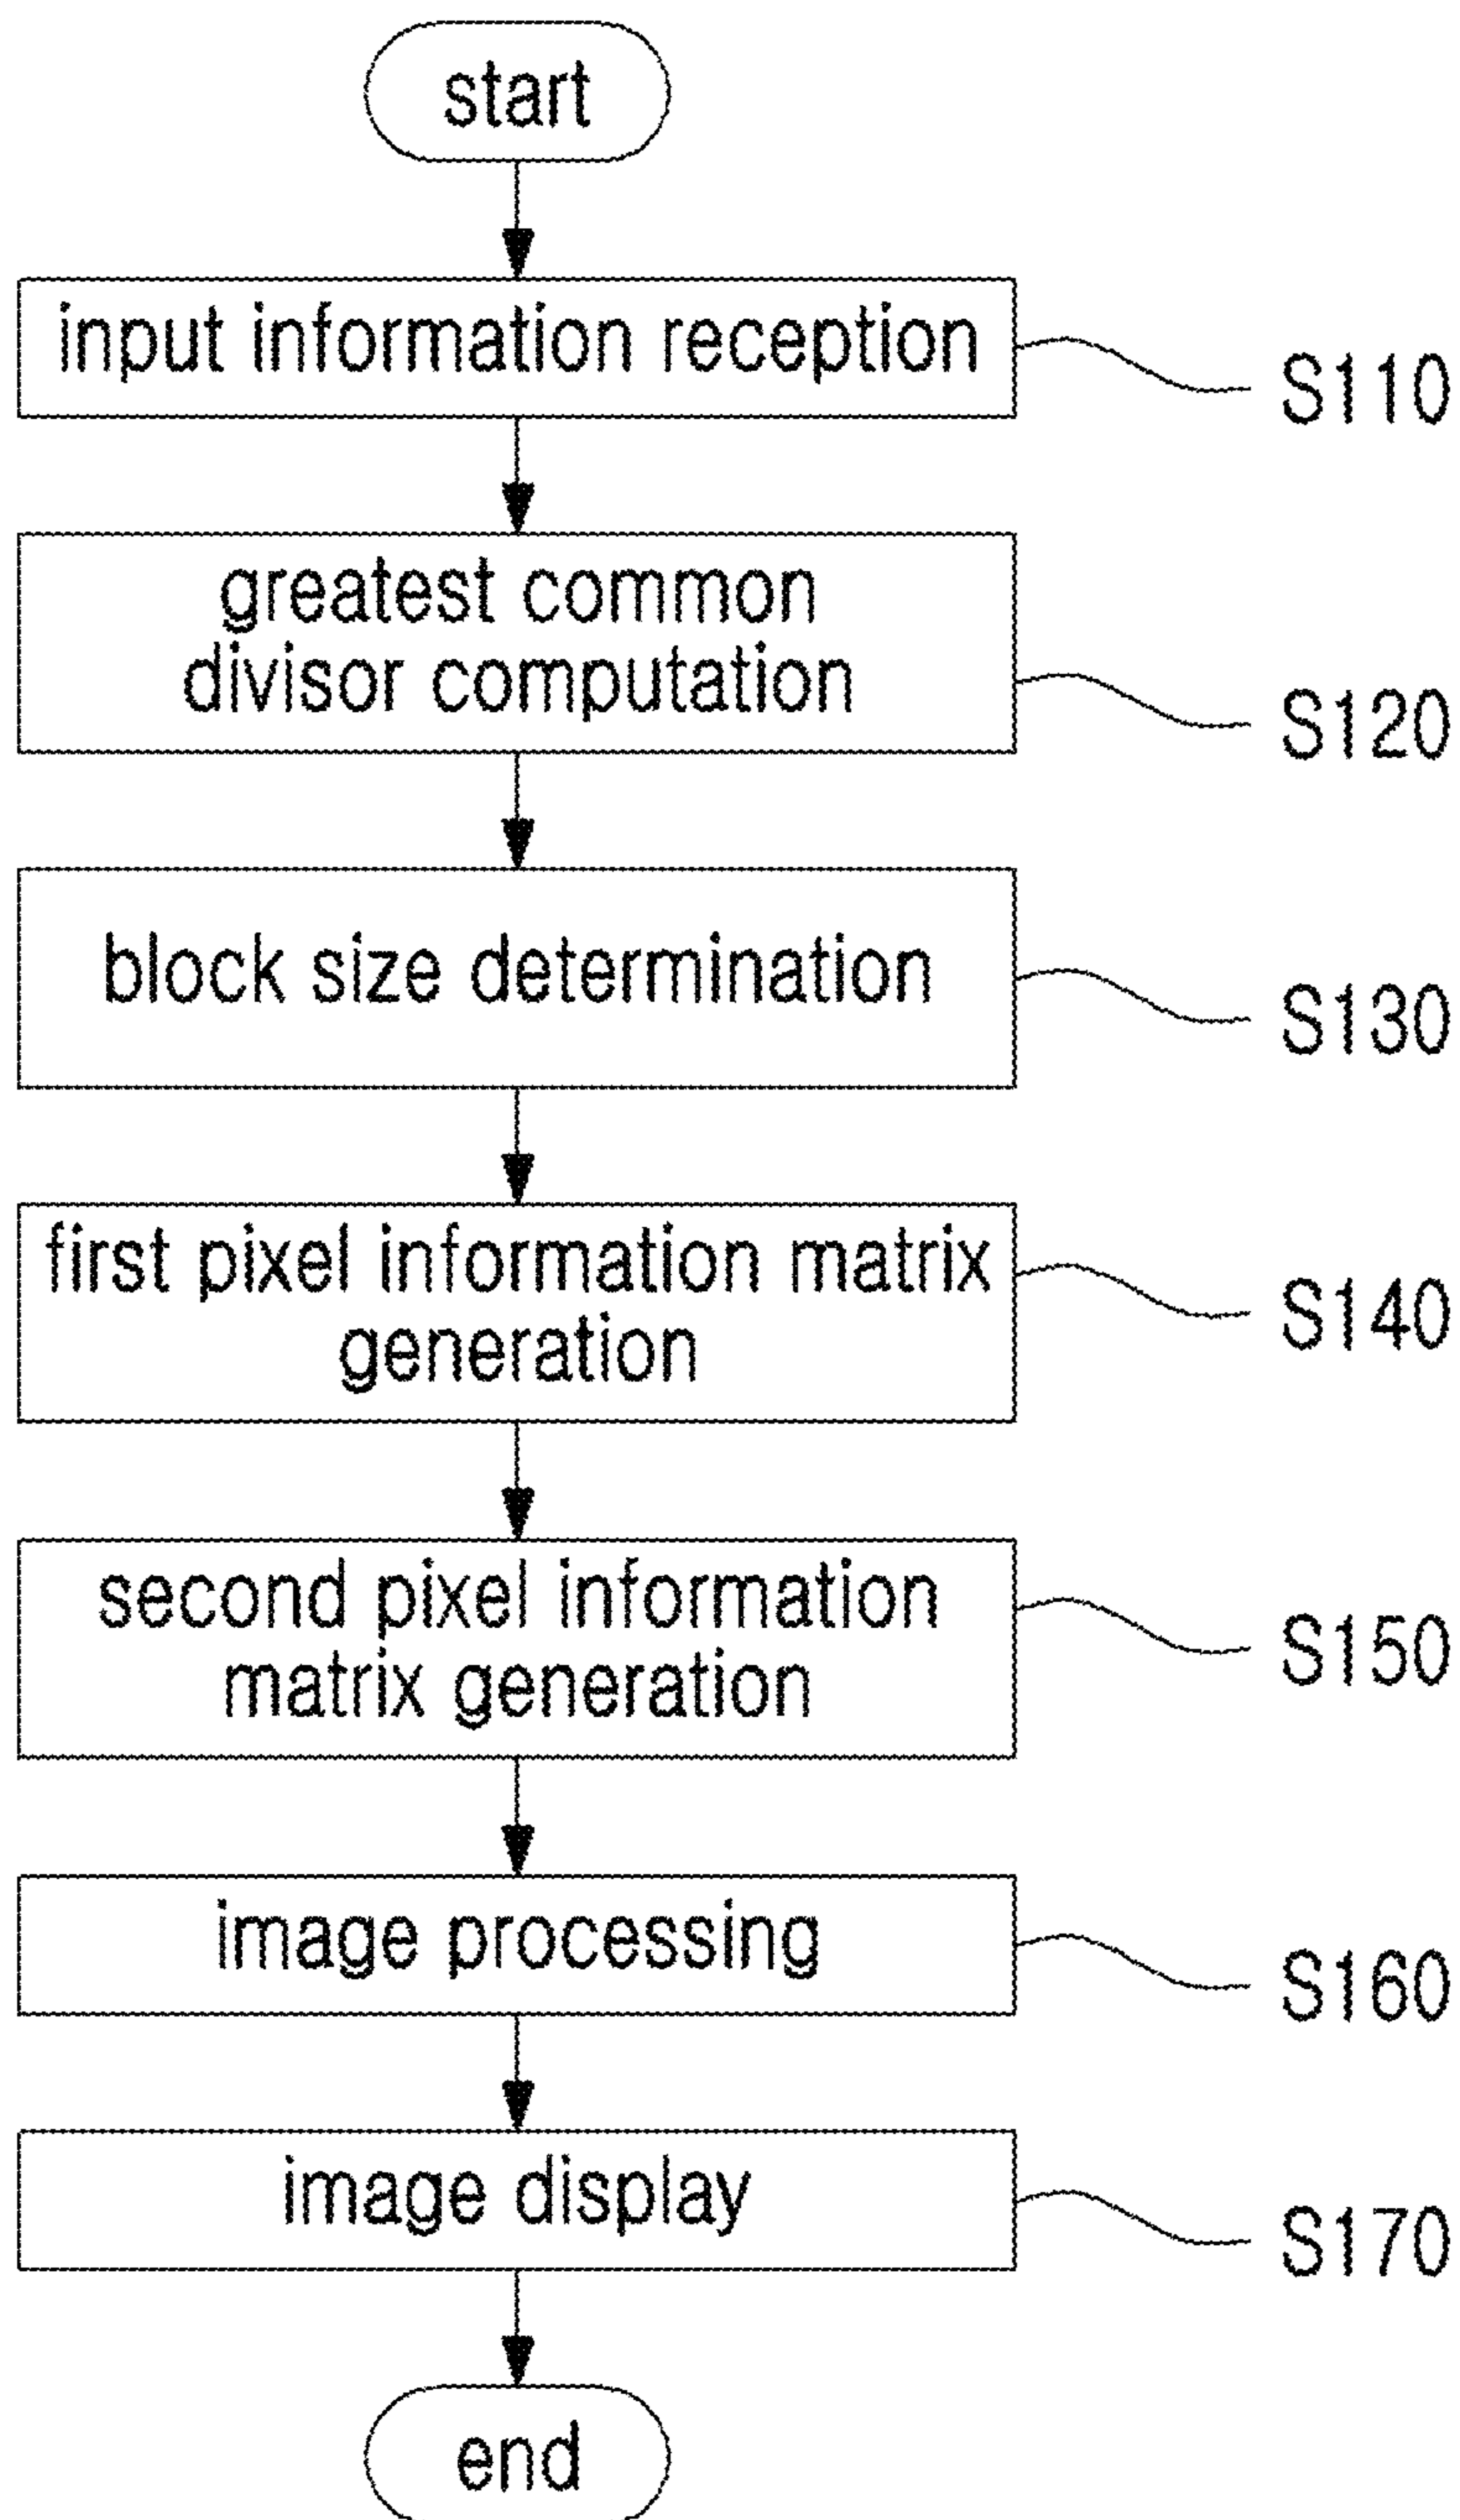 start
input information reception
S110
greatest common
divisor computation
S120
block size determination
S130
first pixel information matrix
generation
S140
second pixel information
matrix generation
S150
image processing
S160
image display
S170
end